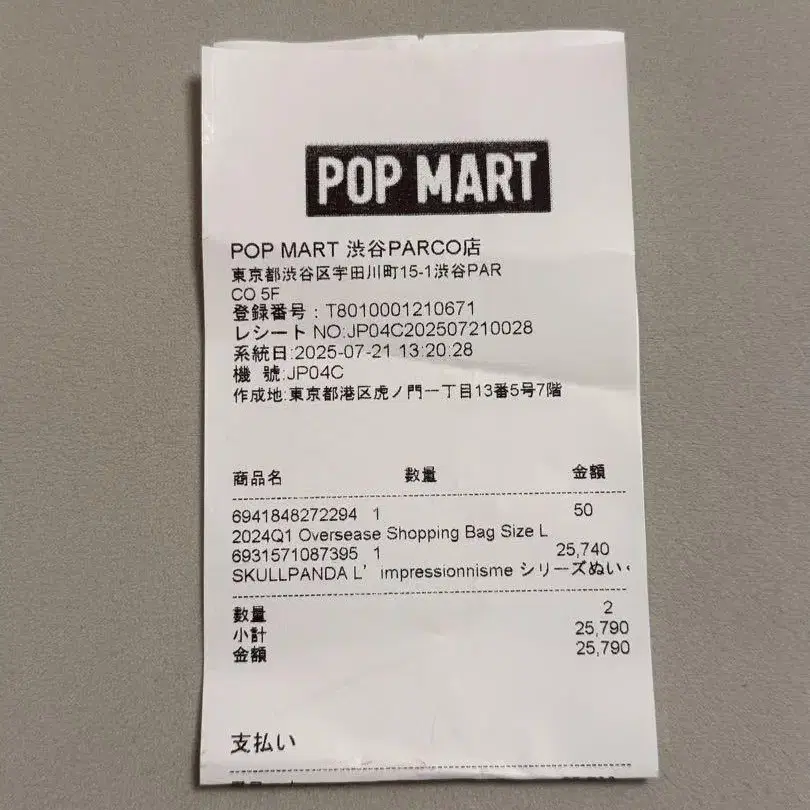 POP MART
POP MART 渋谷PARCO店
東京都渋谷区宇田川町15-1渋谷PAR
CO 5F
登録番号：T8010001210671
レシート NO:JP04C202507210028
系統日:2025-07-21 13:20:28
機 號:JP04C
作成地:東京都港区虎ノ門一丁目13番5号7階
商品名 数量 金額
6941848272294 1 50
2024Q1 Oversease Shopping Bag Size L
6931571087395 1 25,740
SKULLPANDA L’ impressionnisme シリーズぬい
数量 2
小計 25,790
金額 25,790
支払い